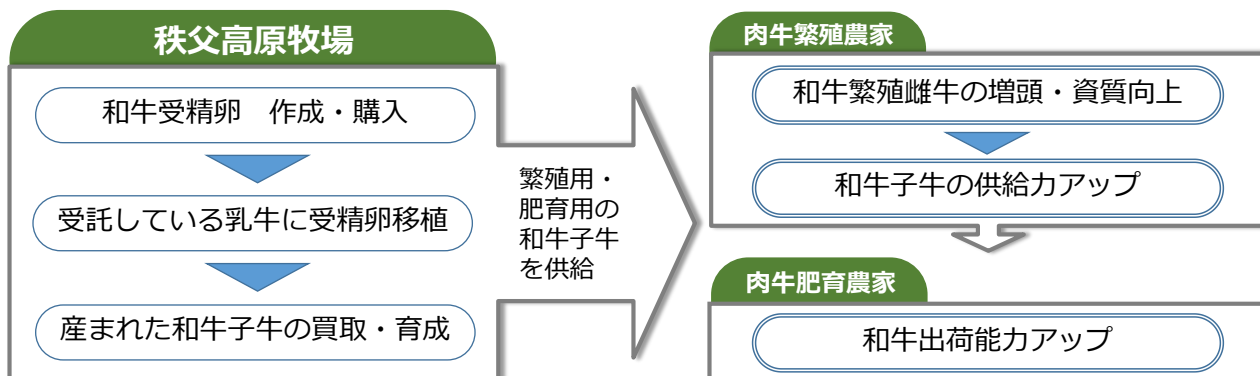 秩父高原牧場
和牛受精卵　作成・購入
受託している乳牛に受精卵移植
産まれた和牛子牛の買取・育成
繁殖用・
肥育用の
和牛子牛
を供給
肉牛繁殖農家
和牛繁殖雌牛の増頭・資質向上
和牛子牛の供給力アップ
肉牛肥育農家
和牛出荷能力アップ